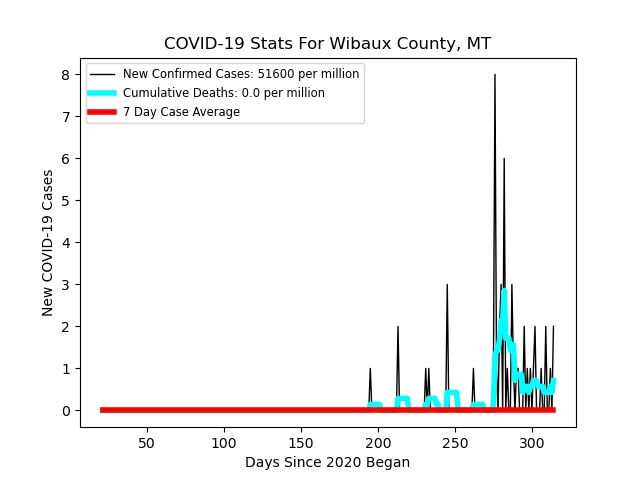 COVID-19 Stats For Wibaux County, MT
New Confirmed Cases: 51600 per million
Cumulative Deaths: 0.0 per million
7 Day Case Average
New COVID-19 Cases
8
7
6
5
4
3
2
1
0
50 100 150 200 250 300
Days Since 2020 Began